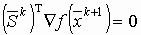 (S̅ᵏ)ᵀ∇f(x̅ᵏ⁺¹) = 0